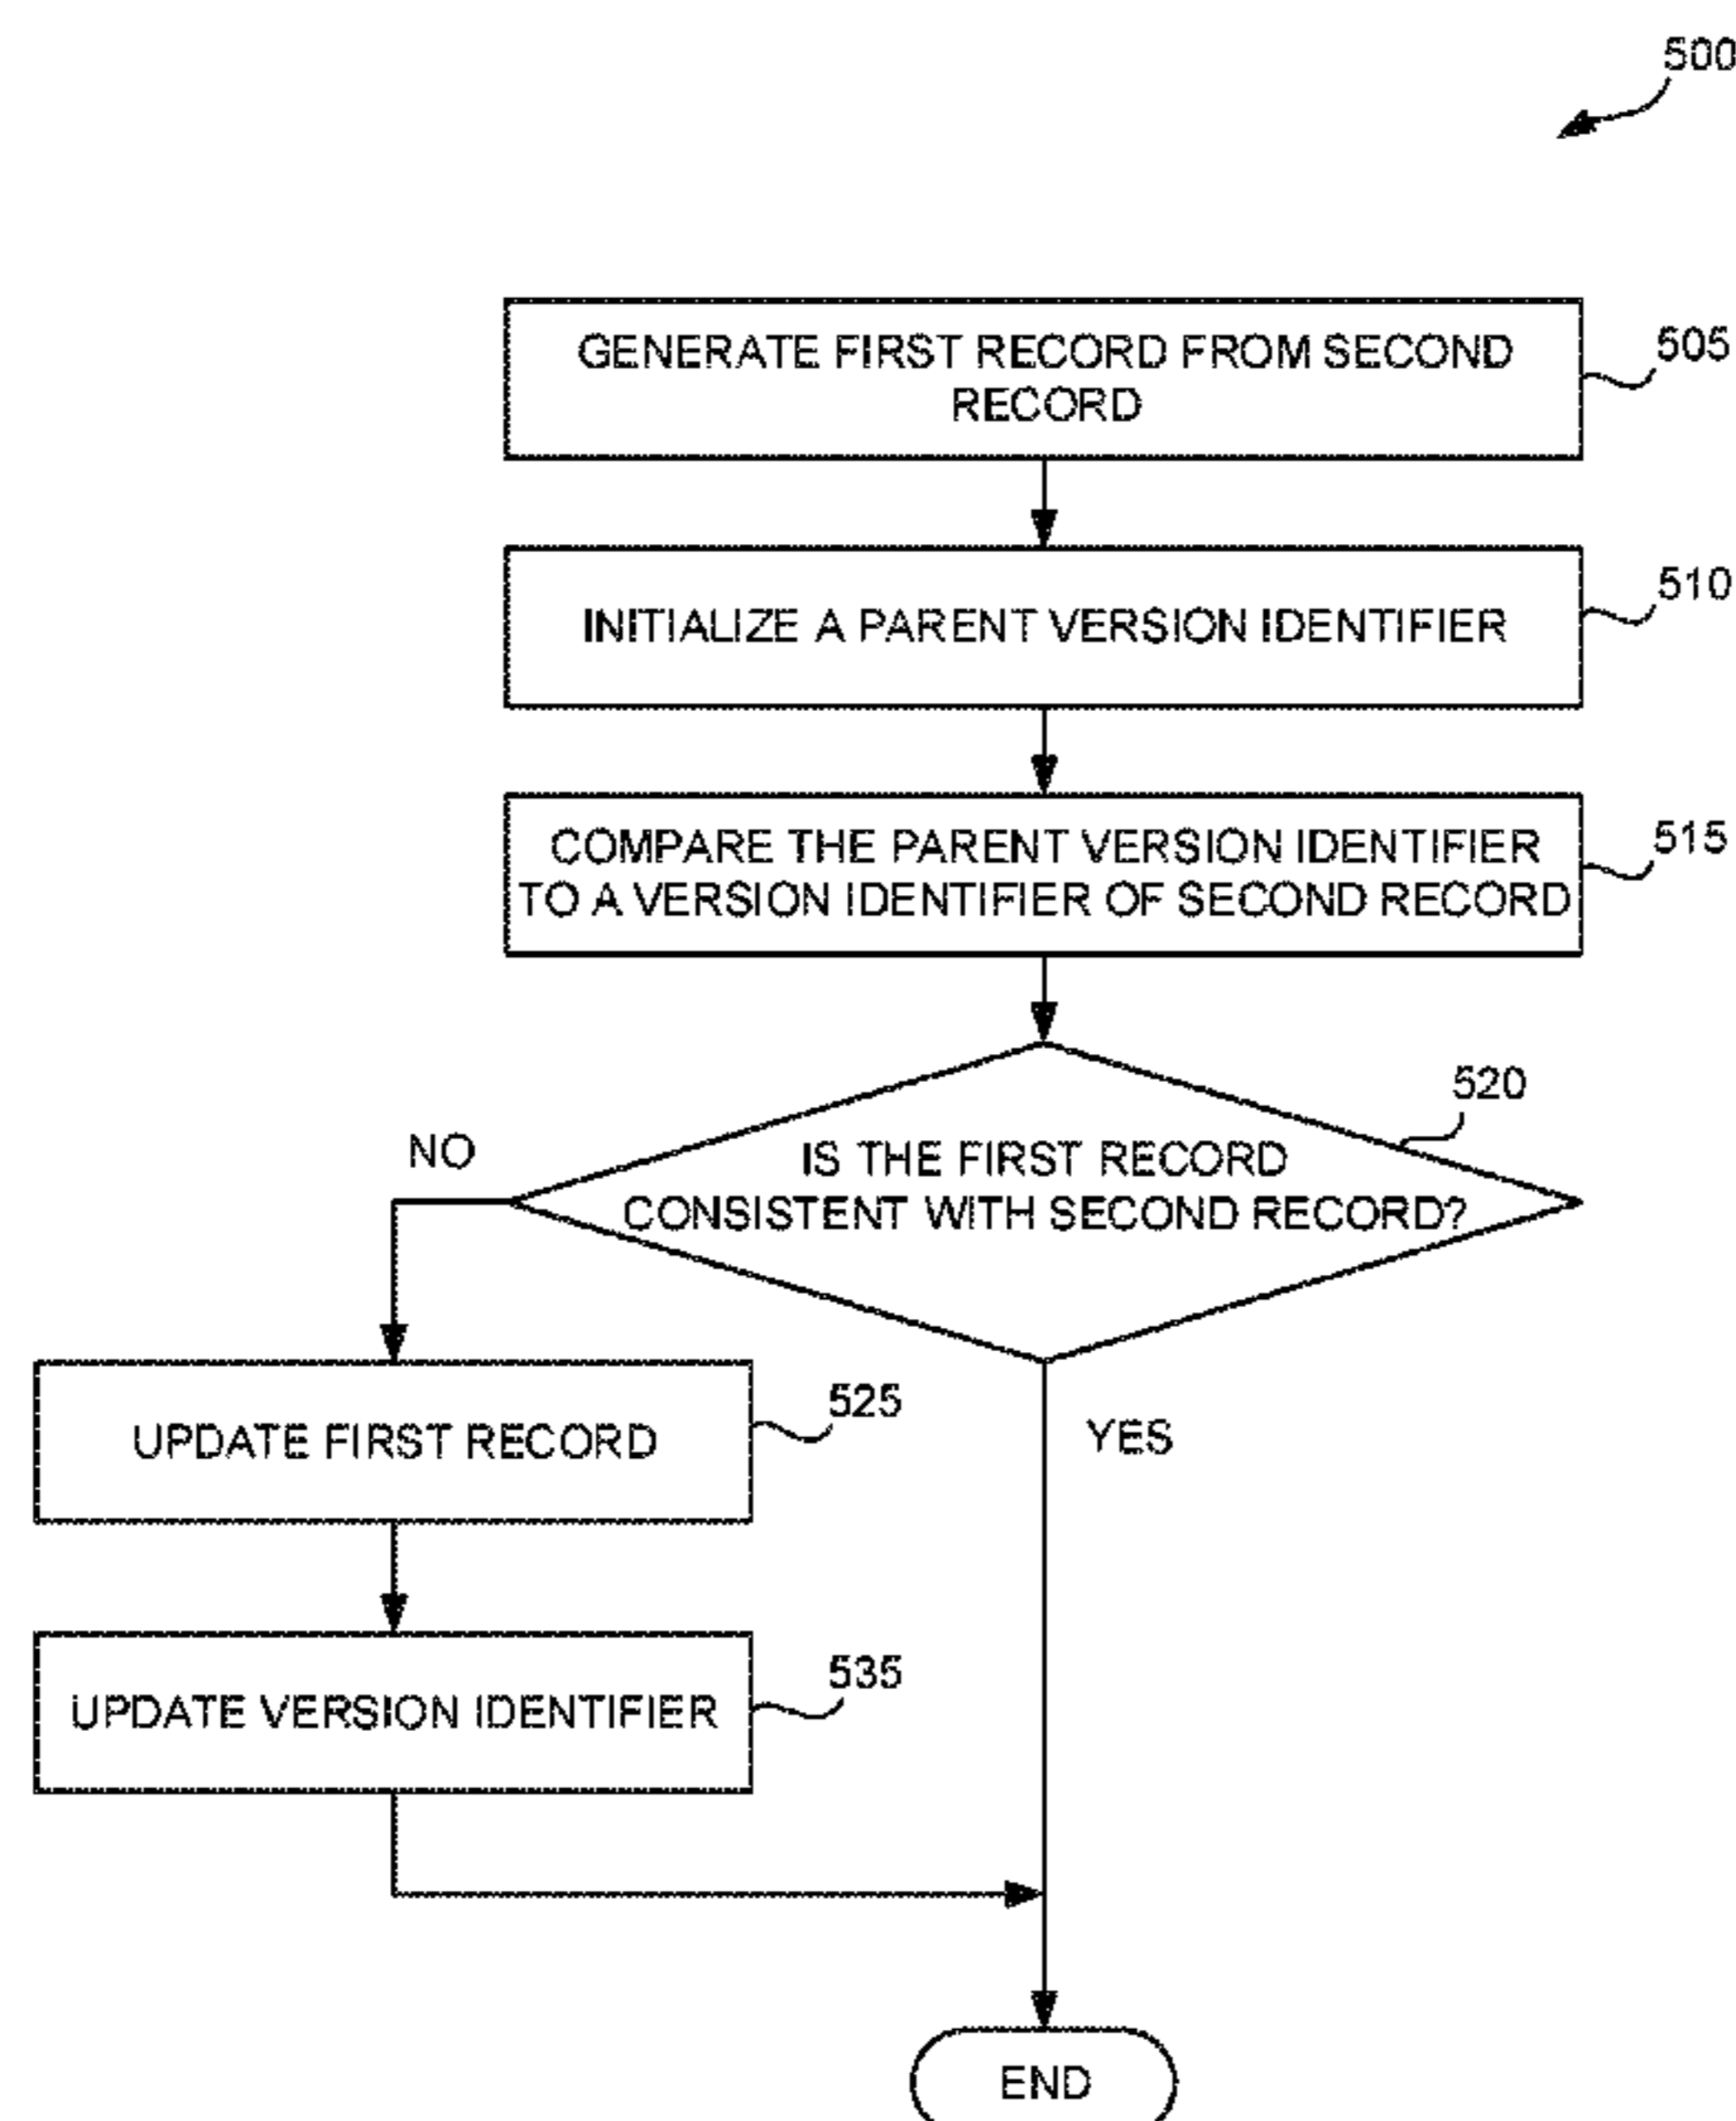 500
GENERATE FIRST RECORD FROM SECOND
RECORD
505
INITIALIZE A PARENT VERSION IDENTIFIER
510
COMPARE THE PARENT VERSION IDENTIFIER
TO A VERSION IDENTIFIER OF SECOND RECORD
515
520
IS THE FIRST RECORD
CONSISTENT WITH SECOND RECORD?
NO
YES
UPDATE FIRST RECORD
525
UPDATE VERSION IDENTIFIER
535
END